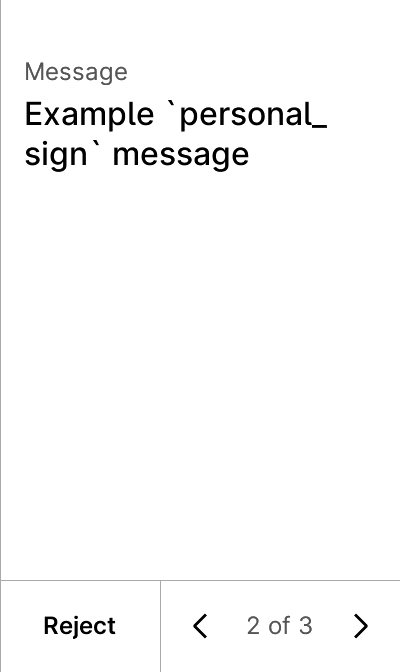 Message
Example `personal_
sign` message
Reject
2 of 3